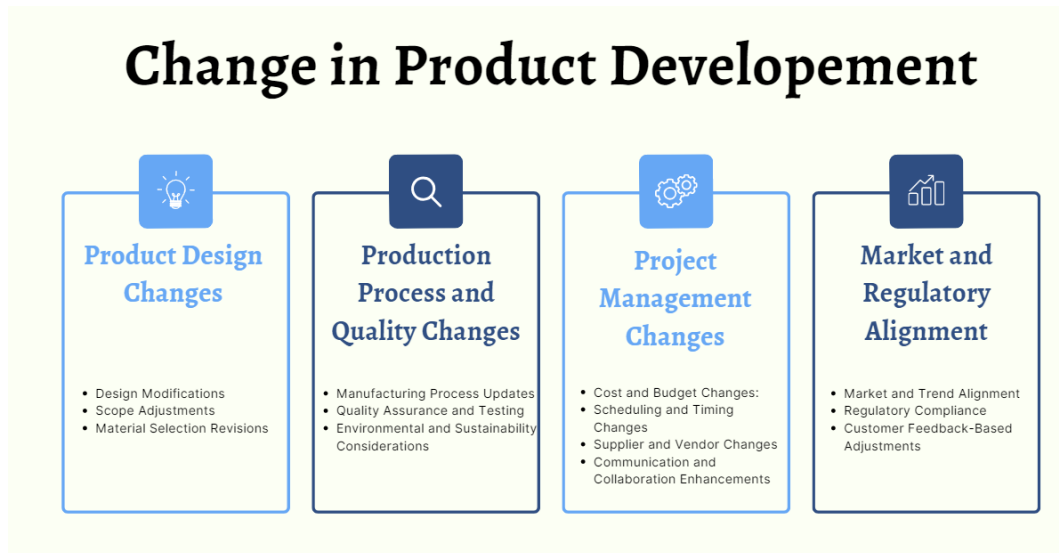 Change in Product Developement
Product Design
Changes
• Design Modifications
• Scope Adjustments
• Material Selection Revisions
Production
Process and
Quality Changes
• Manufacturing Process Updates
• Quality Assurance and Testing
• Environmental and Sustainability
Considerations
Project
Management
Changes
• Cost and Budget Changes:
• Scheduling and Timing
Changes
• Supplier and Vendor Changes
• Communication and
Collaboration Enhancements
Market and
Regulatory
Alignment
• Market and Trend Alignment
• Regulatory Compliance
• Customer Feedback-Based
Adjustments